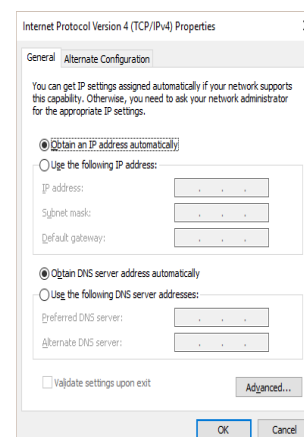 Internet Protocol Version 4 (TCP/IPv4) Properties
General
Alternate Configuration
You can get IP settings assigned automatically if your network supports
this capability. Otherwise, you need to ask your network administrator
for the appropriate IP settings.
Obtain an IP address automatically
Use the following IP address:
IP address:
. . .
Subnet mask:
. . .
Default gateway:
. . .
Obtain DNS server address automatically
Use the following DNS server addresses:
Preferred DNS server:
. . .
Alternate DNS server:
. . .
Validate settings upon exit
Advanced...
OK
Cancel